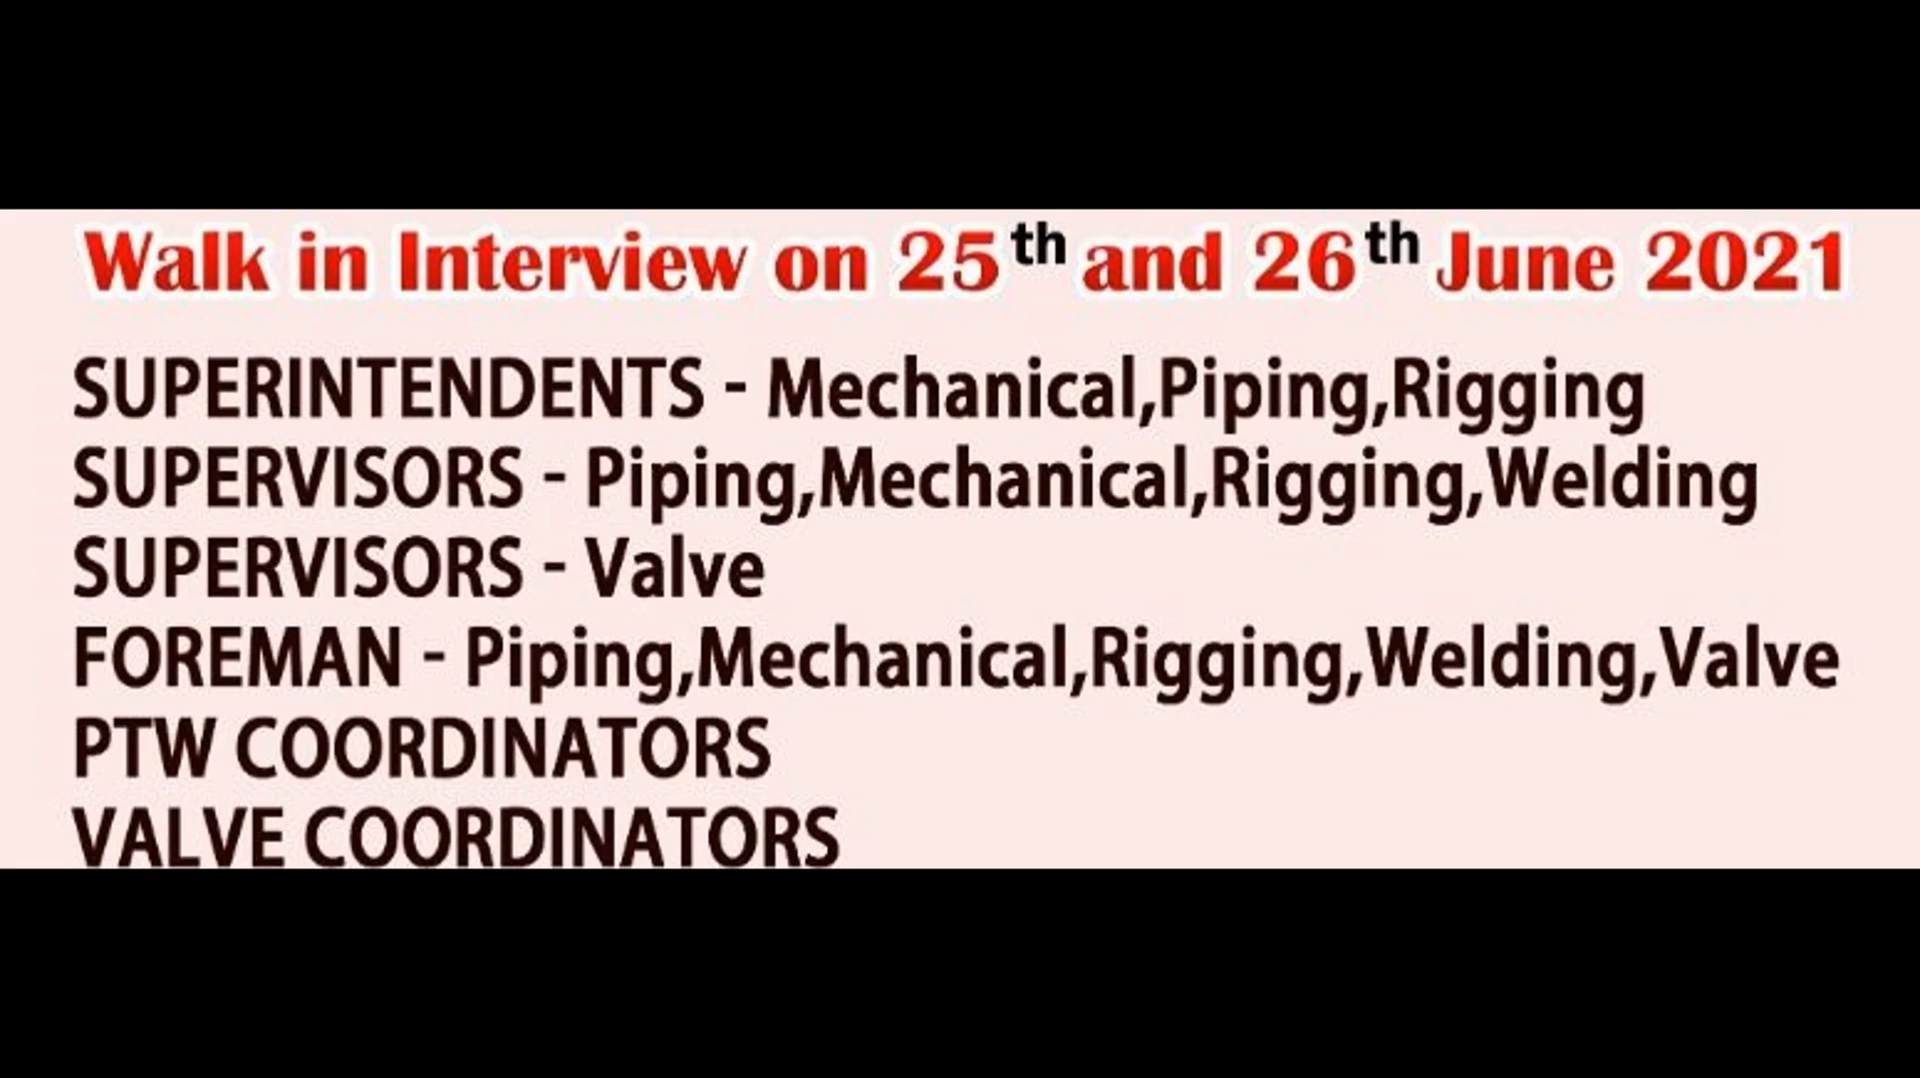 Walk in Interview on 25th and 26th June 2021
SUPERINTENDENTS - Mechanical,Piping,Rigging
SUPERVISORS - Piping,Mechanical,Rigging,Welding
SUPERVISORS - Valve
FOREMAN - Piping,Mechanical,Rigging,Welding,Valve
PTW COORDINATORS
VALVE COORDINATORS